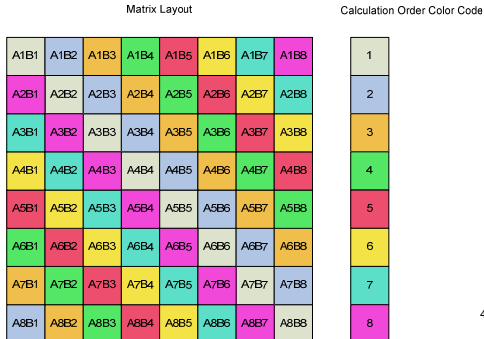 Matrix Layout Calculation Order Color Code
A1B1 A1B2 A1B3 A1B4 A1B5 A1B6 A1B7 A1B8 1
A2B1 A2B2 A2B3 A2B4 A2B5 A2B6 A2B7 A2B8 2
A3B1 A3B2 A3B3 A3B4 A3B5 A3B6 A3B7 A3B8 3
A4B1 A4B2 A4B3 A4B4 A4B5 A4B6 A4B7 A4B8 4
A5B1 A5B2 A5B3 A5B4 A5B5 A5B6 A5B7 A5B8 5
A6B1 A6B2 A6B3 A6B4 A6B5 A6B6 A6B7 A6B8 6
A7B1 A7B2 A7B3 A7B4 A7B5 A7B6 A7B7 A7B8 7
A8B1 A8B2 A8B3 A8B4 A8B5 A8B6 A8B7 A8B8 8